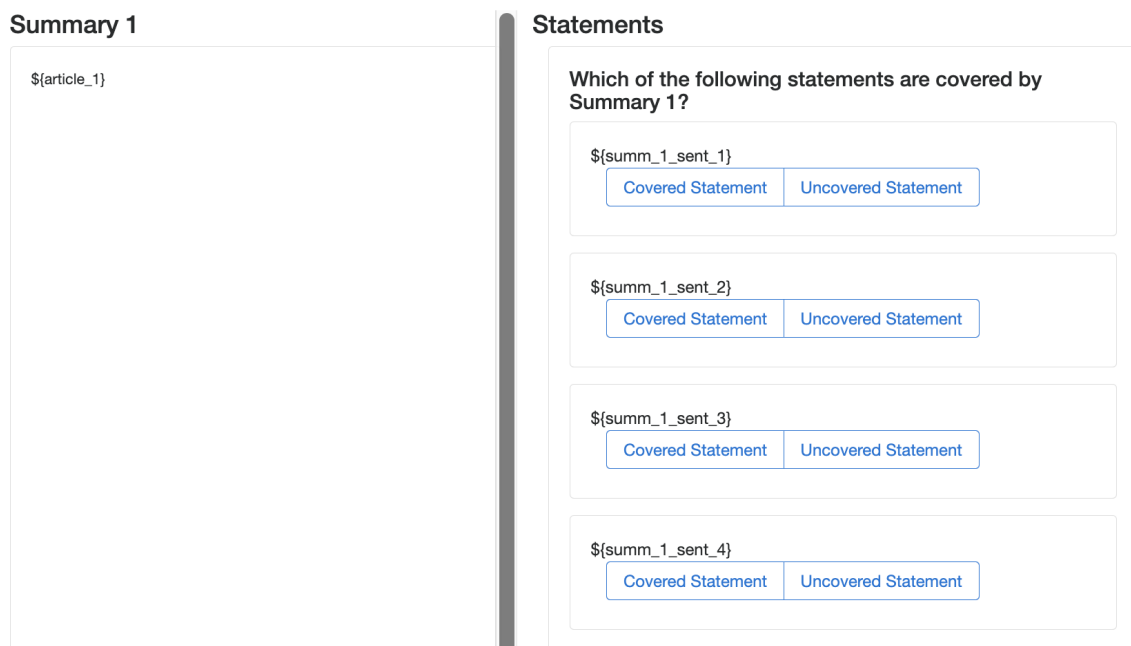 Summary 1
${article_1}
Statements
Which of the following statements are covered by
Summary 1?
${summ_1_sent_1}
Covered Statement Uncovered Statement
${summ_1_sent_2}
Covered Statement Uncovered Statement
${summ_1_sent_3}
Covered Statement Uncovered Statement
${summ_1_sent_4}
Covered Statement Uncovered Statement